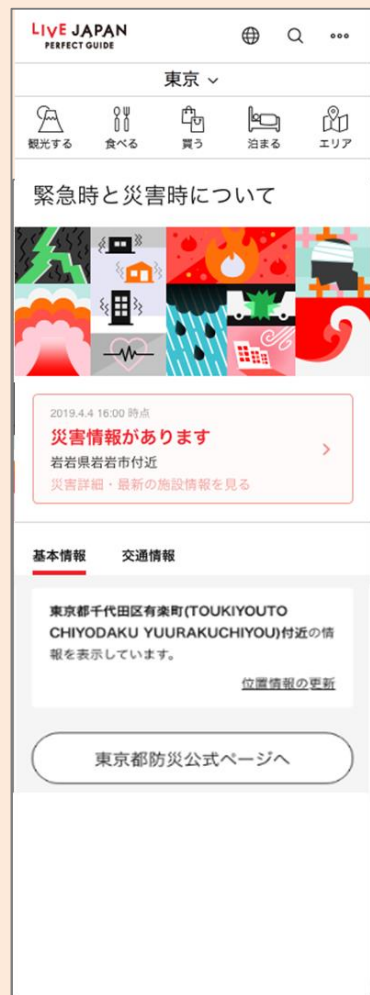 LIVE JAPAN
PERFECT GUIDE
東京
観光する 食べる 買う 泊まる エリア
緊急時と災害時について
2019.4.4 16:00 時点
災害情報があります
岩岩県岩岩市付近
災害詳細・最新の施設情報を見る
基本情報 交通情報
東京都千代田区有楽町(TOUKIYOUTO
CHIYODAKU YUURAKUCHIYOU)付近の情
報を表示しています。
位置情報の更新
東京都防災公式ページへ